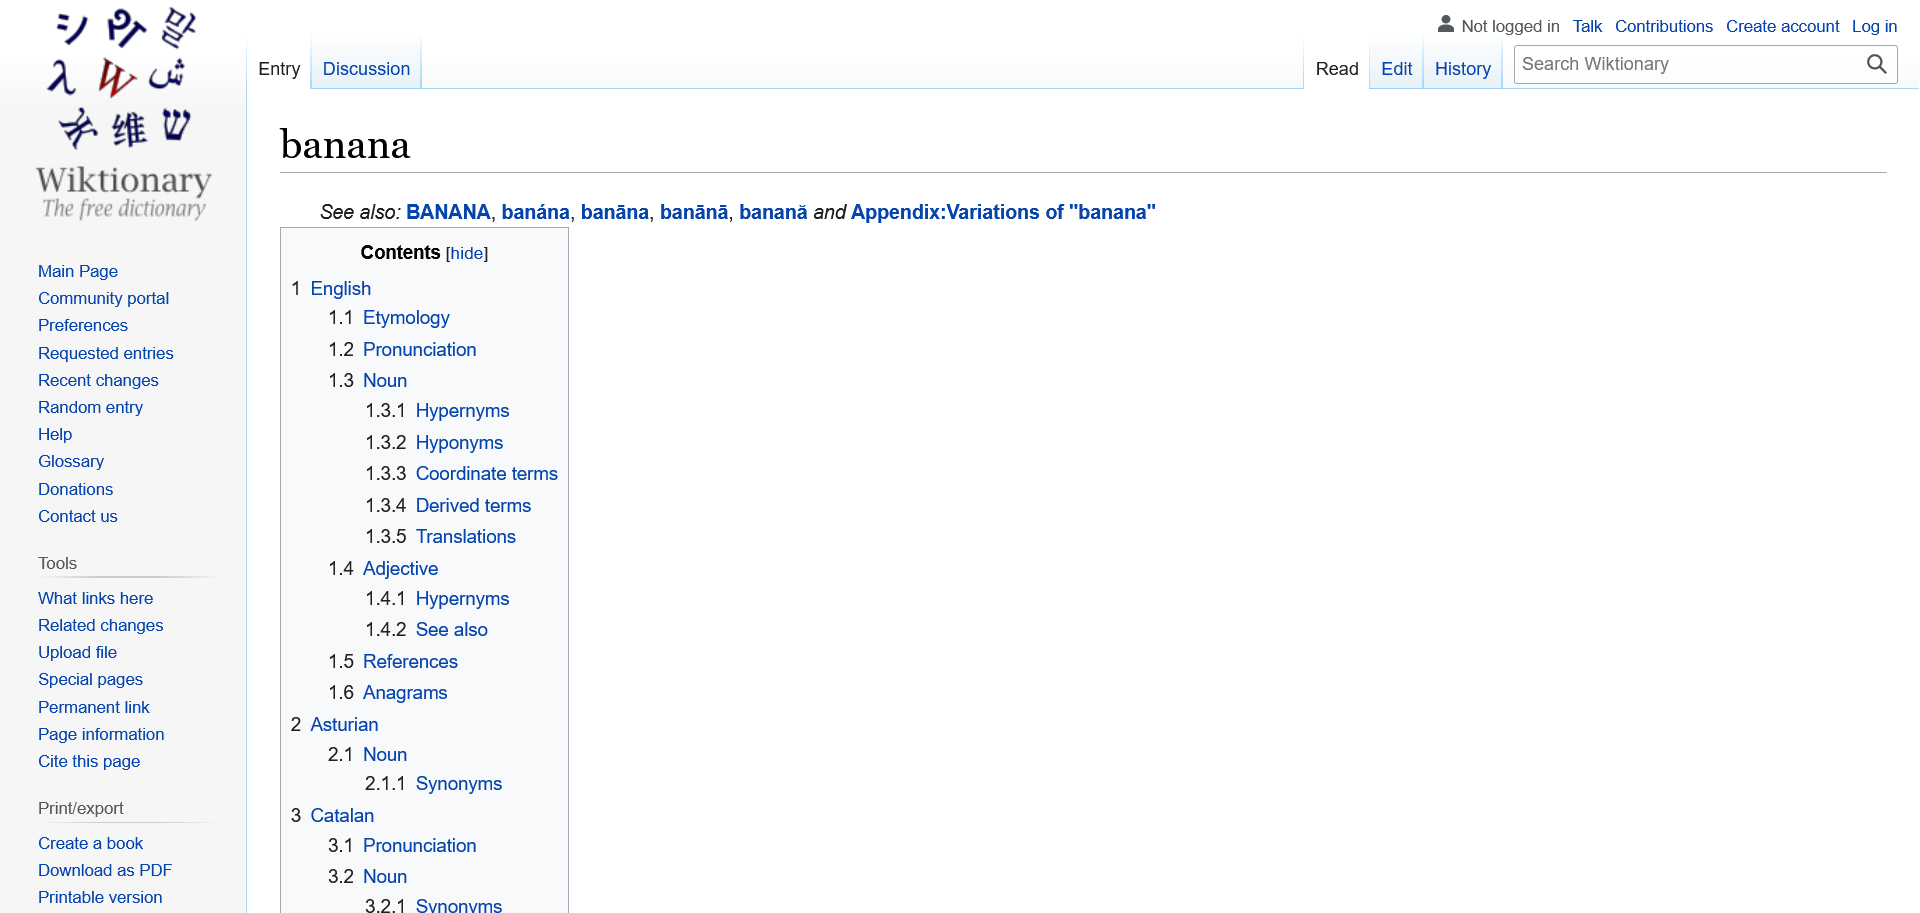 シ የ 말
λ W ش
क 维 ש
Wiktionary
The free dictionary
Not logged in Talk Contributions Create account Log in
Entry Discussion Read Edit History Search Wiktionary
banana
See also: BANANA, banána, banāna, banānā, banană and Appendix:Variations of "banana"
Contents [hide]
1 English
1.1 Etymology
1.2 Pronunciation
1.3 Noun
1.3.1 Hypernyms
1.3.2 Hyponyms
1.3.3 Coordinate terms
1.3.4 Derived terms
1.3.5 Translations
1.4 Adjective
1.4.1 Hypernyms
1.4.2 See also
1.5 References
1.6 Anagrams
2 Asturian
2.1 Noun
2.1.1 Synonyms
3 Catalan
3.1 Pronunciation
3.2 Noun
3.2.1 Synonyms
Main Page
Community portal
Preferences
Requested entries
Recent changes
Random entry
Help
Glossary
Donations
Contact us
Tools
What links here
Related changes
Upload file
Special pages
Permanent link
Page information
Cite this page
Print/export
Create a book
Download as PDF
Printable version